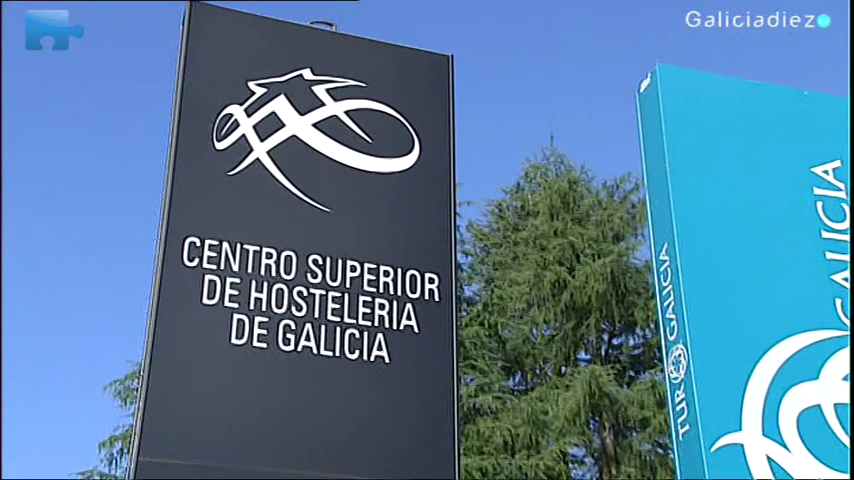 Galiciadiez
CENTRO SUPERIOR
DE HOSTELERIA
DE GALICIA
TUR GALICIA
GALICIA